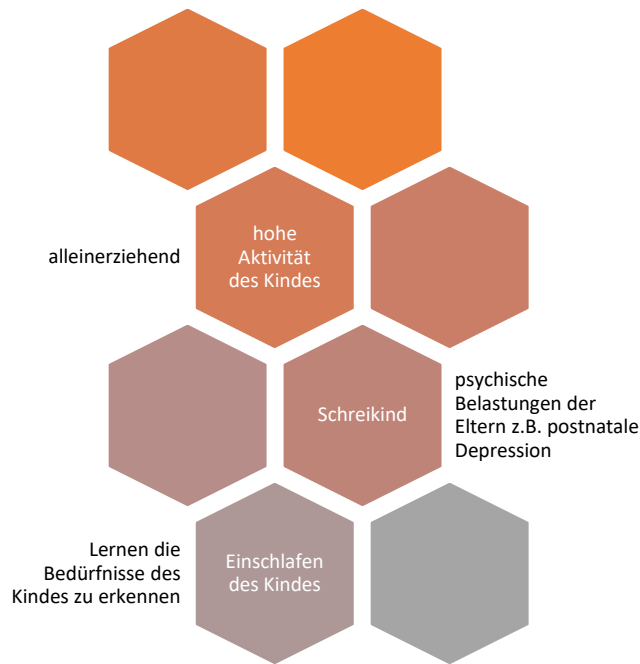 alleinerziehend
hohe
Aktivität
des Kindes
Schreikind
psychische
Belastungen der
Eltern z.B. postnatale
Depression
Lernen die
Bedürfnisse des
Kindes zu erkennen
Einschlafen
des Kindes